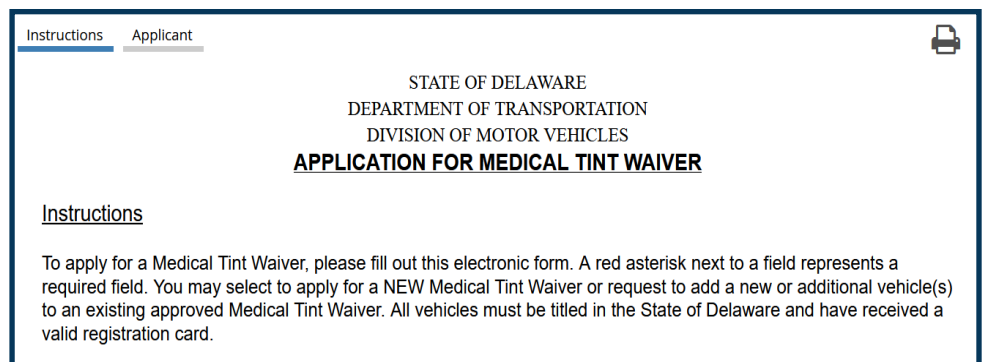 Instructions Applicant
STATE OF DELAWARE
DEPARTMENT OF TRANSPORTATION
DIVISION OF MOTOR VEHICLES
APPLICATION FOR MEDICAL TINT WAIVER
Instructions
To apply for a Medical Tint Waiver, please fill out this electronic form. A red asterisk next to a field represents a
required field. You may select to apply for a NEW Medical Tint Waiver or request to add a new or additional vehicle(s)
to an existing approved Medical Tint Waiver. All vehicles must be titled in the State of Delaware and have received a
valid registration card.